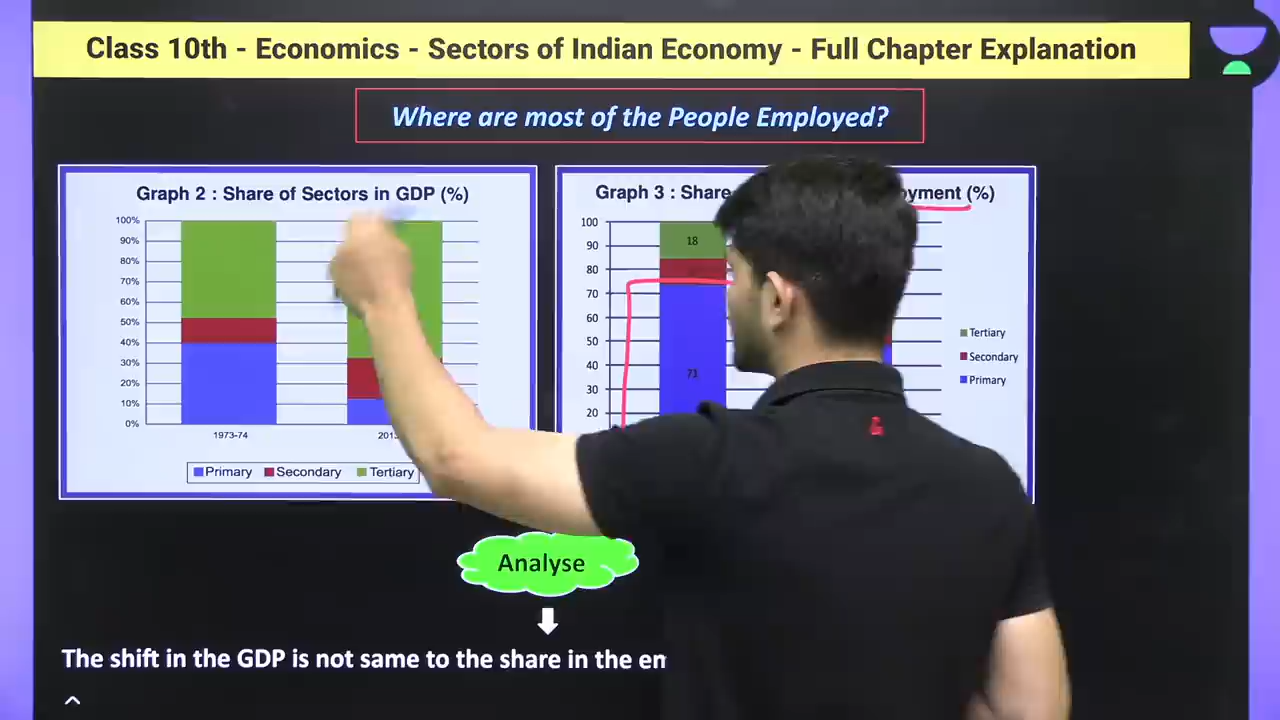 Class 10th - Economics - Sectors of Indian Economy - Full Chapter Explanation
Where are most of the People Employed?
Graph 2 : Share of Sectors in GDP (%)
100%
90%
80%
70%
60%
50%
40%
30%
20%
10%
0%
1973-74
Primary Secondary Tertiary
Graph 3 : Share
(%)
100
90
80
70
60
50
40
30
20
18
71
Tertiary
Secondary
Primary
Analyse
The shift in the GDP is not same to the share in the